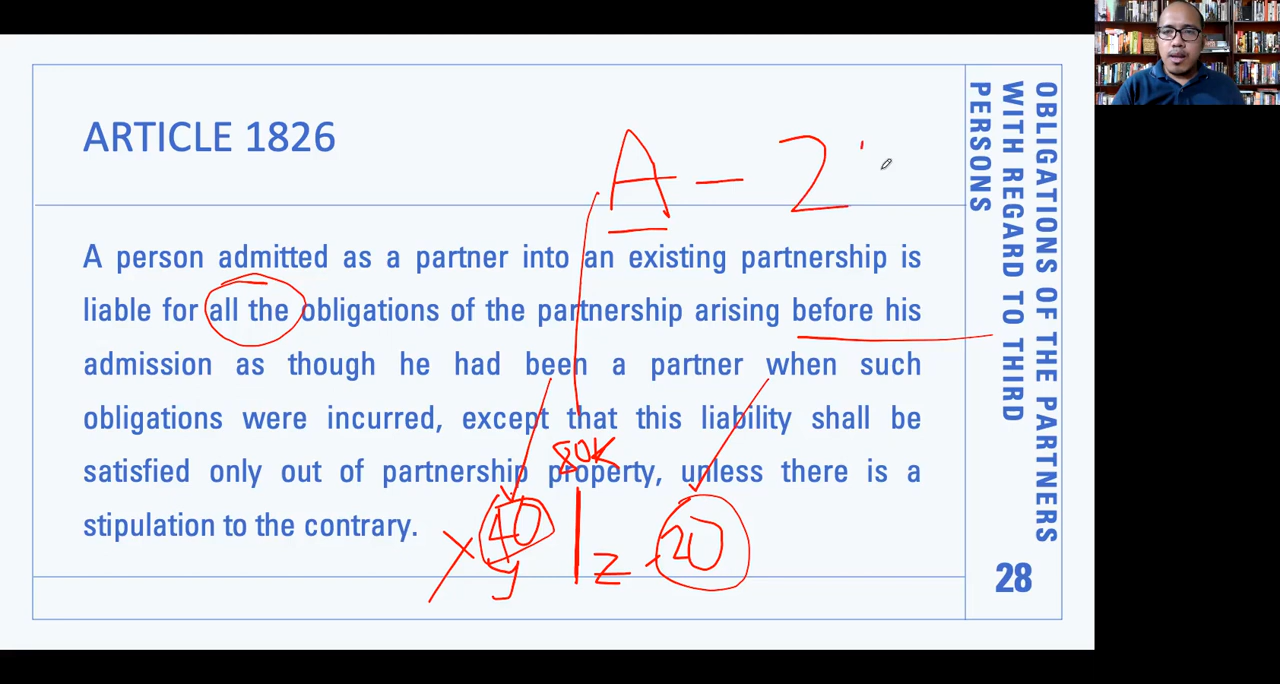 ARTICLE 1826
A - 2
A person admitted as a partner into an existing partnership is
liable for all the obligations of the partnership arising before his
admission as though he had been a partner when such
obligations were incurred, except that this liability shall be
satisfied only out of partnership property, unless there is a
stipulation to the contrary.
80K
X 40 Z 20
y
OBLIGATIONS OF THE PARTNERS
WITH REGARD TO THIRD
PERSONS
28